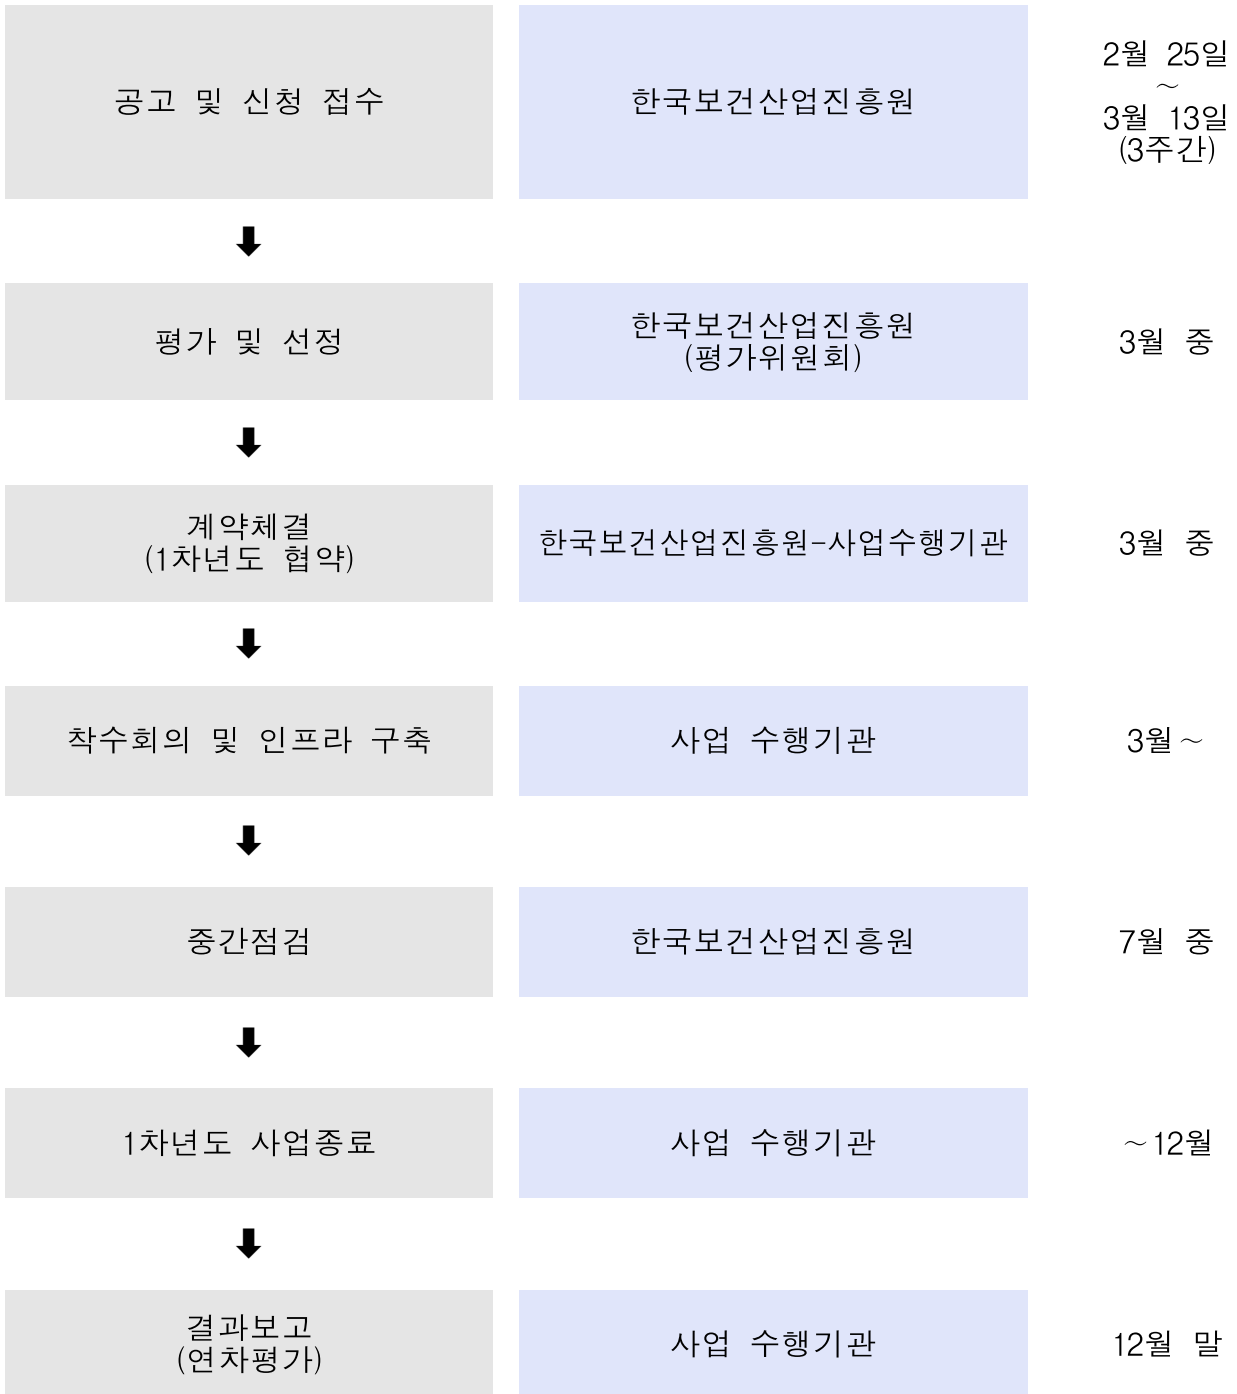 공고 및 신청 접수
한국보건산업진흥원
2월 25일
~
3월 13일
(3주간)
평가 및 선정
한국보건산업진흥원
(평가위원회)
3월 중
계약체결
(1차년도 협약)
한국보건산업진흥원-사업수행기관
3월 중
착수회의 및 인프라 구축
사업 수행기관
3월~
중간점검
한국보건산업진흥원
7월 중
1차년도 사업종료
사업 수행기관
~12월
결과보고
(연차평가)
사업 수행기관
12월 말